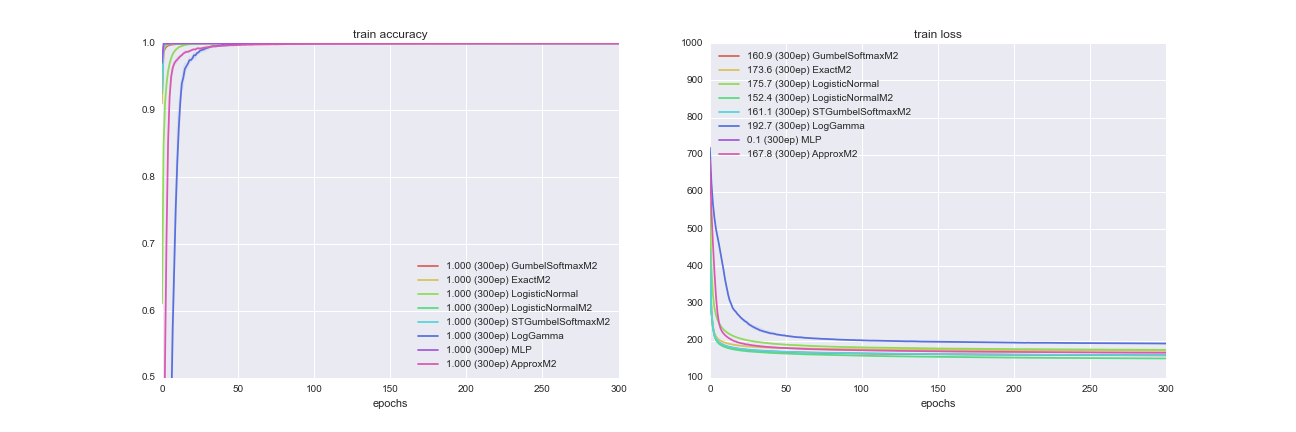 train accuracy
1.0
0.9
0.8
0.7
0.6
0.5
1.000 (300ep) GumbelSoftmaxM2
1.000 (300ep) ExactM2
1.000 (300ep) LogisticNormal
1.000 (300ep) LogisticNormalM2
1.000 (300ep) STGumbelSoftmaxM2
1.000 (300ep) LogGamma
1.000 (300ep) MLP
1.000 (300ep) ApproxM2
0 50 100 150 200 250 300
epochs
train loss
1000
900
800
700
600
500
400
300
200
100
160.9 (300ep) GumbelSoftmaxM2
173.6 (300ep) ExactM2
175.7 (300ep) LogisticNormal
152.4 (300ep) LogisticNormalM2
161.1 (300ep) STGumbelSoftmaxM2
192.7 (300ep) LogGamma
0.1 (300ep) MLP
167.8 (300ep) ApproxM2
0 50 100 150 200 250 300
epochs